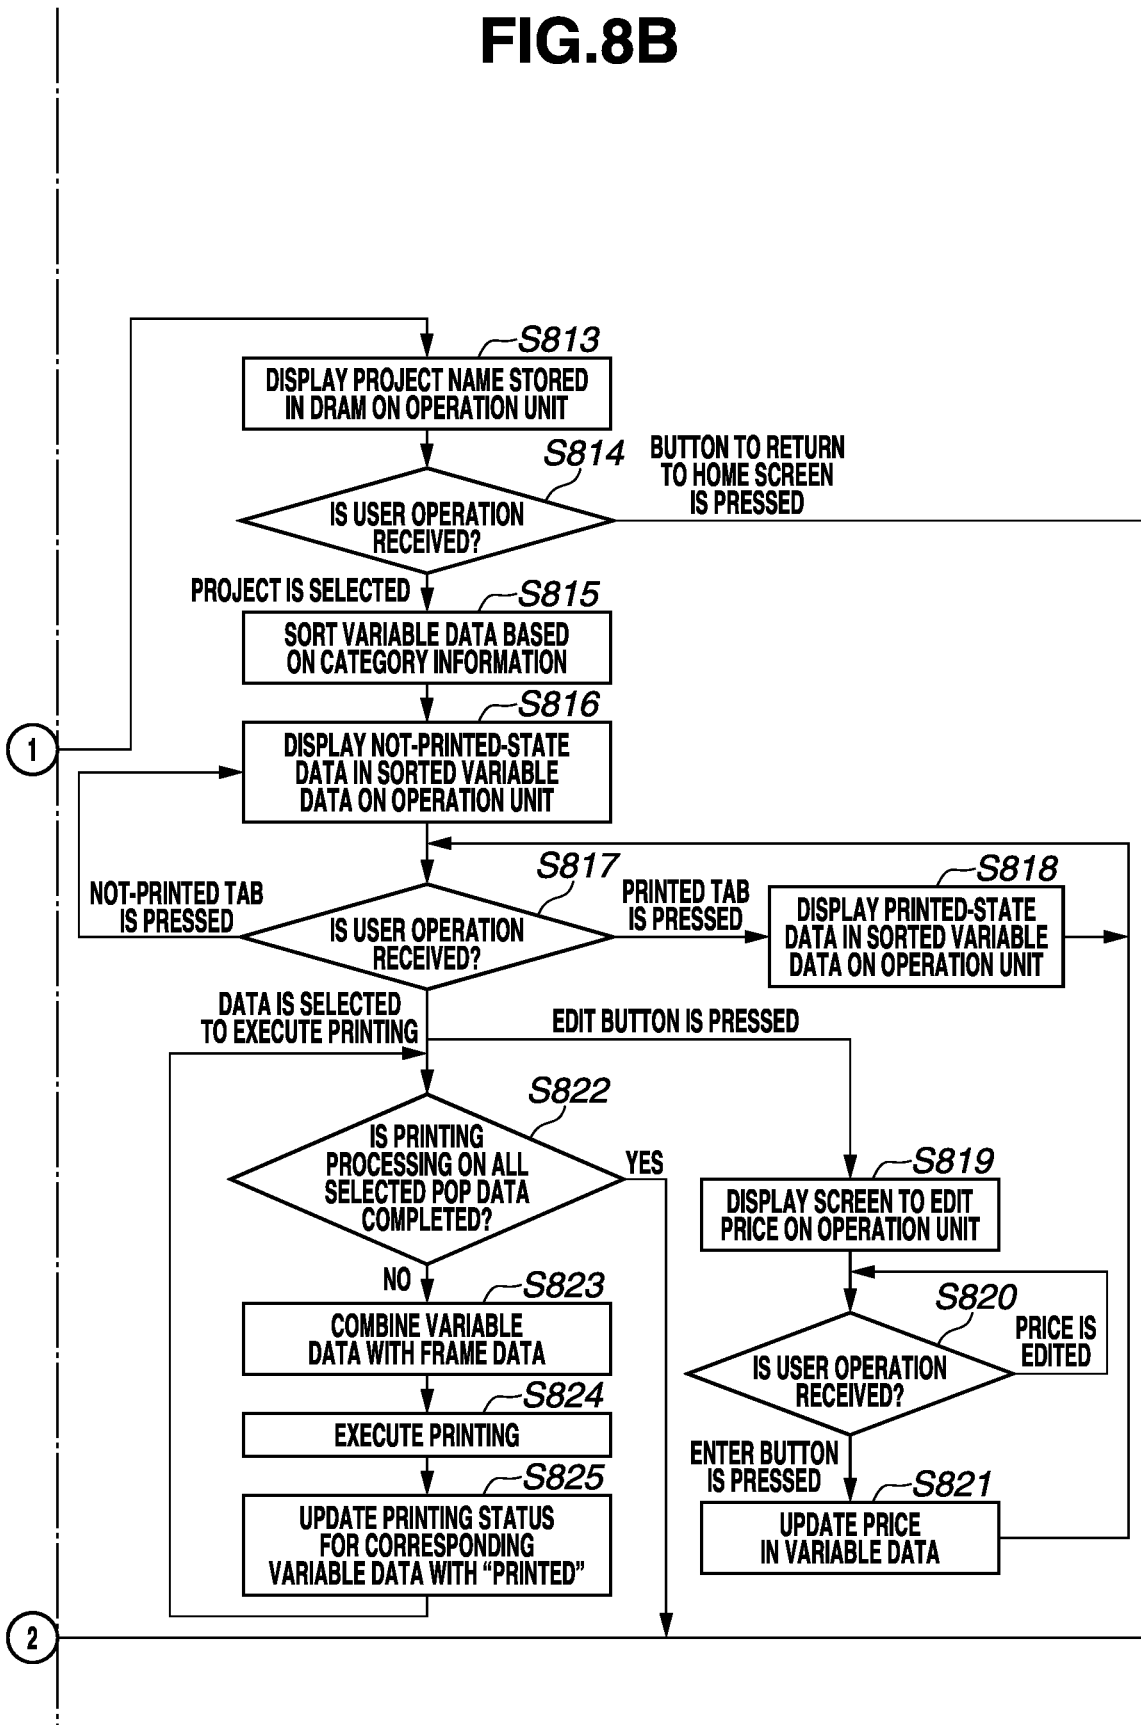 FIG.8B
S813
DISPLAY PROJECT NAME STORED
IN DRAM ON OPERATION UNIT
S814
BUTTON TO RETURN
TO HOME SCREEN
IS PRESSED
IS USER OPERATION
RECEIVED?
PROJECT IS SELECTED
S815
SORT VARIABLE DATA BASED
ON CATEGORY INFORMATION
S816
1
DISPLAY NOT-PRINTED-STATE
DATA IN SORTED VARIABLE
DATA ON OPERATION UNIT
S817
NOT-PRINTED TAB
IS PRESSED
IS USER OPERATION
RECEIVED?
PRINTED TAB
IS PRESSED
S818
DISPLAY PRINTED-STATE
DATA IN SORTED VARIABLE
DATA ON OPERATION UNIT
DATA IS SELECTED
TO EXECUTE PRINTING
EDIT BUTTON IS PRESSED
S822
IS PRINTING
PROCESSING ON ALL
SELECTED POP DATA
COMPLETED?
YES
NO
S819
DISPLAY SCREEN TO EDIT
PRICE ON OPERATION UNIT
S823
COMBINE VARIABLE
DATA WITH FRAME DATA
S820
PRICE IS
EDITED
IS USER OPERATION
RECEIVED?
S824
EXECUTE PRINTING
ENTER BUTTON
IS PRESSED
S825
UPDATE PRINTING STATUS
FOR CORRESPONDING
VARIABLE DATA WITH “PRINTED”
S821
UPDATE PRICE
IN VARIABLE DATA
2